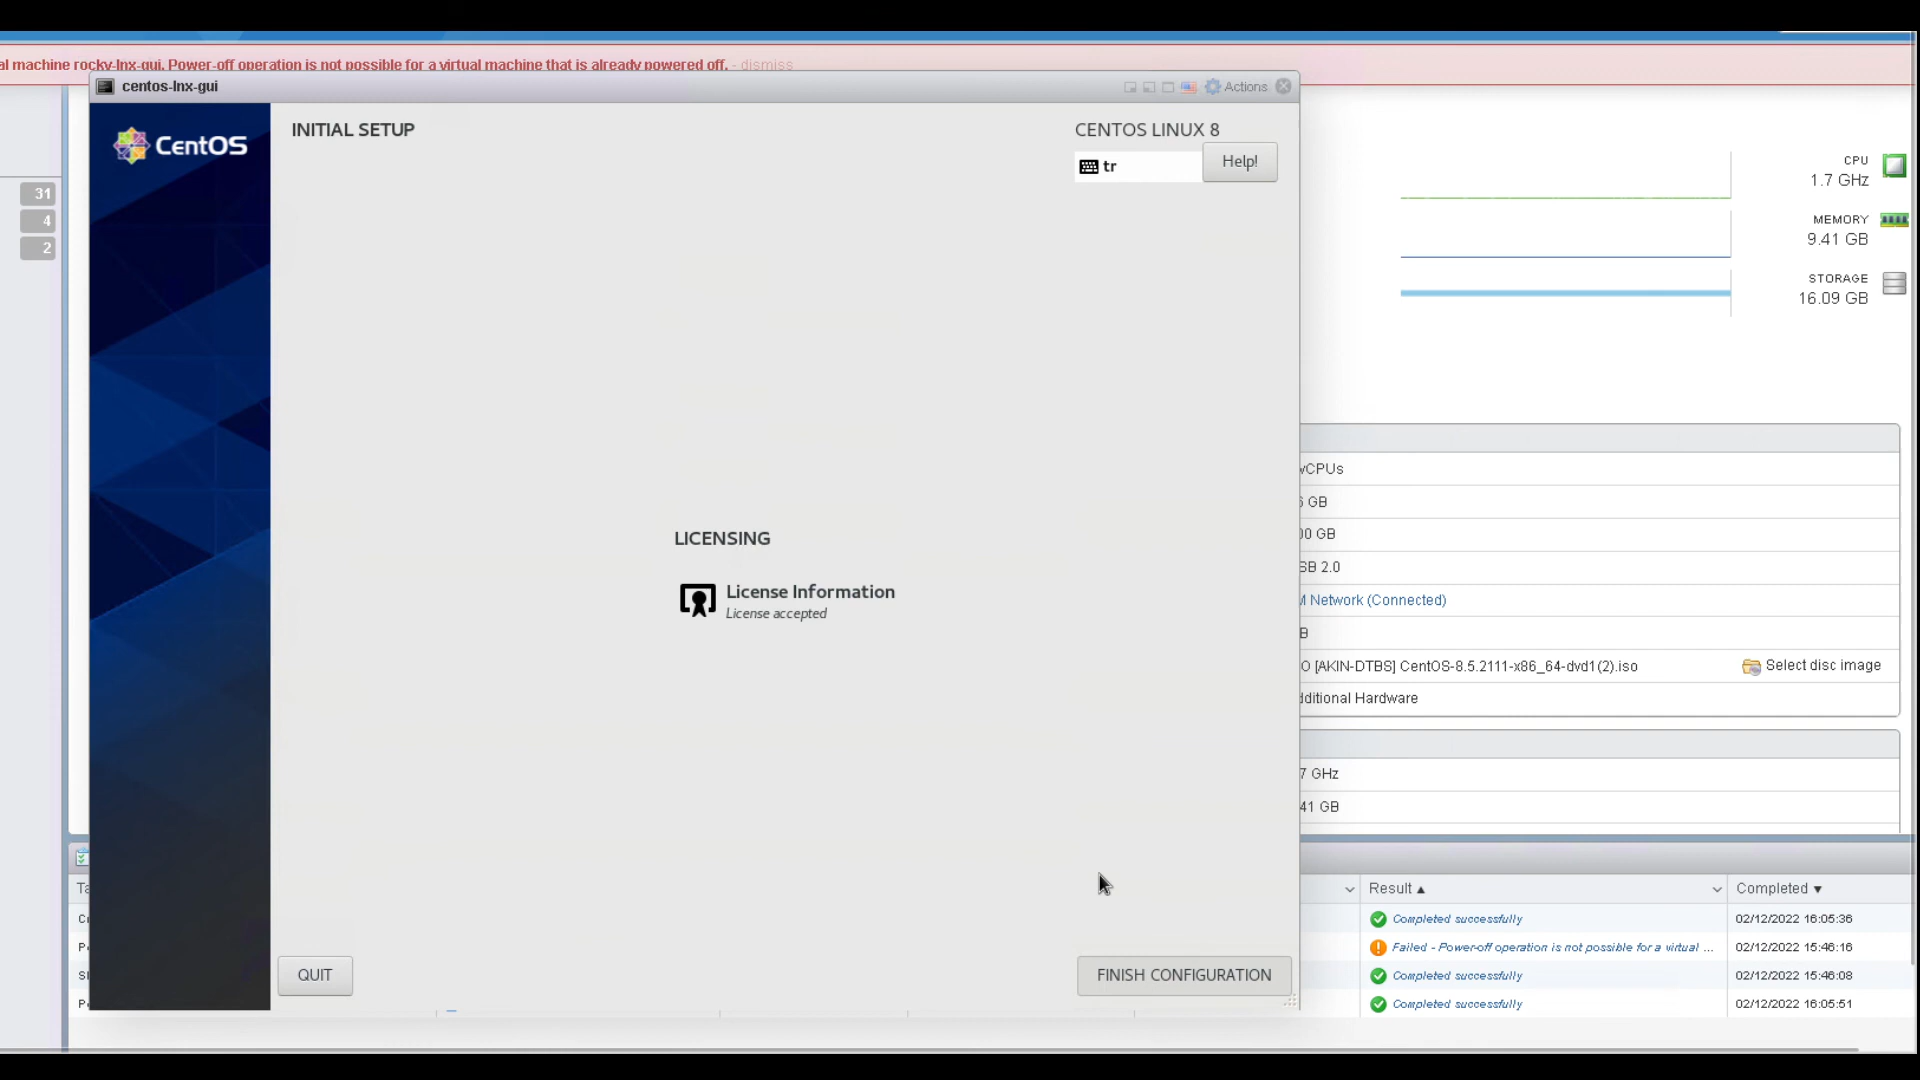 al machine rocky-lnx-gui. Power-off operation is not possible for a virtual machine that is already powered off. - dismiss
centos-lnx-gui
Actions
CentOS
INITIAL SETUP
CENTOS LINUX 8
tr
Help!
31
4
2
CPU
1.7 GHz
MEMORY
9.41 GB
STORAGE
16.09 GB
LICENSING
License Information
License accepted
QUIT
FINISH CONFIGURATION
vCPUs
GB
00 GB
SB 2.0
M Network (Connected)
B
O [AKIN-DTBS] CentOS-8.5.2111-x86_64-dvd1(2).iso
Select disc image
dditional Hardware
7 GHz
41 GB
Ta
Result
Completed
Completed successfully
02/12/2022 16:05:36
Failed - Power-off operation is not possible for a virtual ...
02/12/2022 15:46:16
Completed successfully
02/12/2022 15:46:08
Completed successfully
02/12/2022 16:05:51